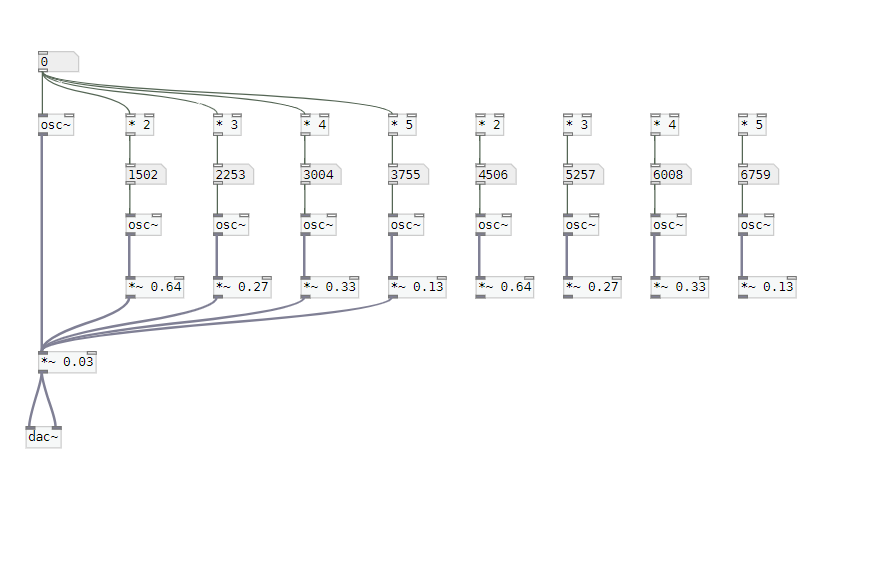 0
osc~ * 2 * 3 * 4 * 5 * 2 * 3 * 4 * 5
1502 2253 3004 3755 4506 5257 6008 6759
osc~ osc~ osc~ osc~ osc~ osc~ osc~ osc~
*~ 0.64 *~ 0.27 *~ 0.33 *~ 0.13 *~ 0.64 *~ 0.27 *~ 0.33 *~ 0.13
*~ 0.03
dac~